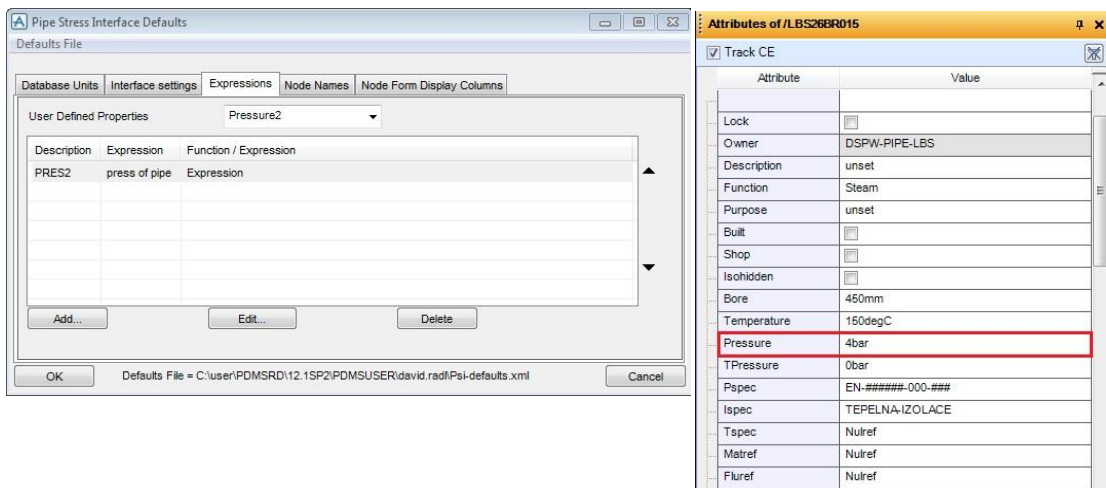 Pipe Stress Interface Defaults
Defaults File
Database Units Interface settings Expressions Node Names Node Form Display Columns
User Defined Properties Pressure2
Description Expression Function / Expression
PRES2 press of pipe Expression
Add... Edit... Delete
OK Defaults File = C:\user\PDMSRD\12.1SP2\PDMSUSER\david.radl\Psi-defaults.xml Cancel
Attributes of /LBS26BR015
Track CE
Attribute Value
Lock
Owner DSPW-PIPE-LBS
Description unset
Function Steam
Purpose unset
Built
Shop
Isohidden
Bore 450mm
Temperature 150degC
Pressure 4bar
TPressure 0bar
Pspec EN-######-000-###
Ispec TEPELNA-IZOLACE
Tspec Nulref
Matref Nulref
Fluref Nulref